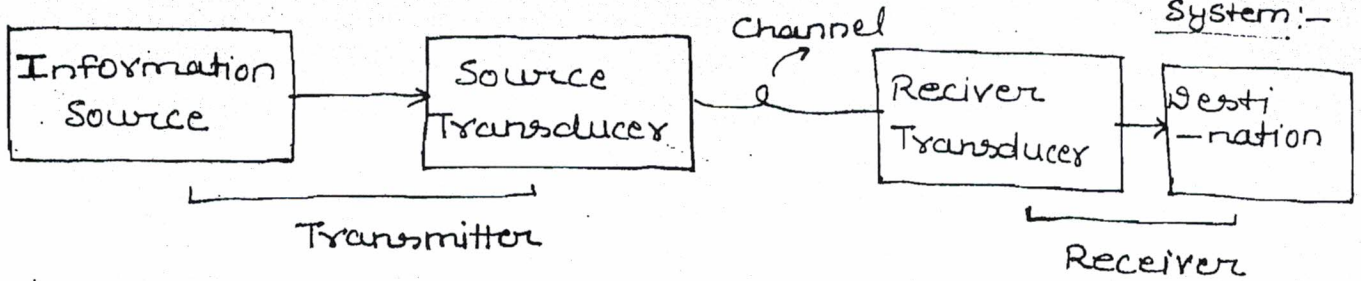 System:-
Channel
Information
Source
Source
Transducer
Reciver
Transducer
Desti
-nation
Transmitter
Receiver